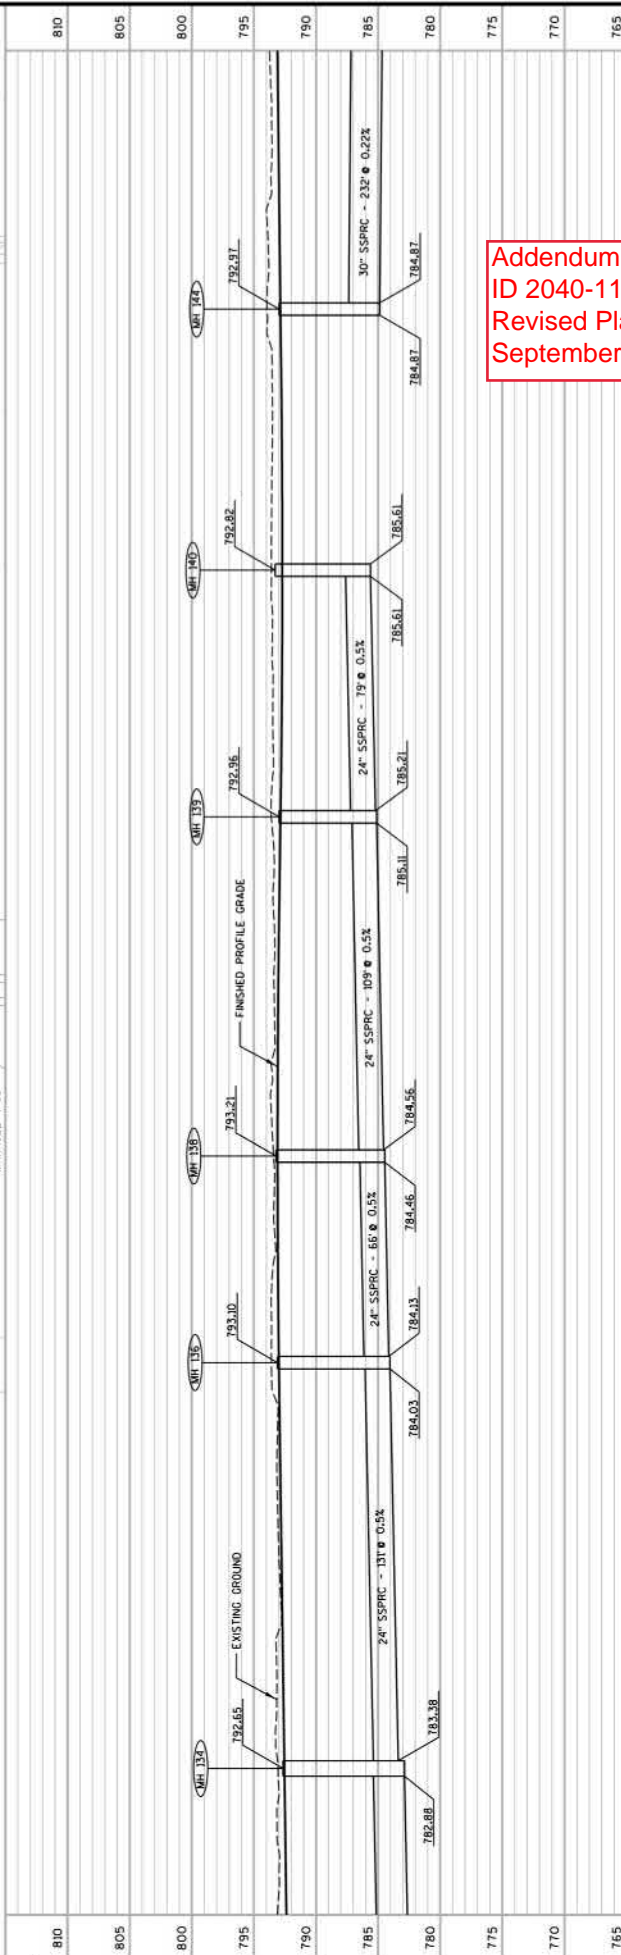 810
805
800
795
790
785
780
775
770
765
MH 144
792.97
30" SSPRC - 232' @ 0.22%
784.87
784.87
Addendum
ID 2040-11
Revised Pla
September
MH 140
792.82
785.61
785.61
24" SSPRC - 79' @ 0.5%
MH 139
792.96
785.21
785.11
FINISHED PROFILE GRADE
24" SSPRC - 109' @ 0.5%
MH 138
793.21
784.56
784.46
24" SSPRC - 66' @ 0.5%
MH 136
793.10
784.13
784.03
24" SSPRC - 131' @ 0.5%
EXISTING GROUND
MH 134
792.65
783.38
782.88
810
805
800
795
790
785
780
775
770
765